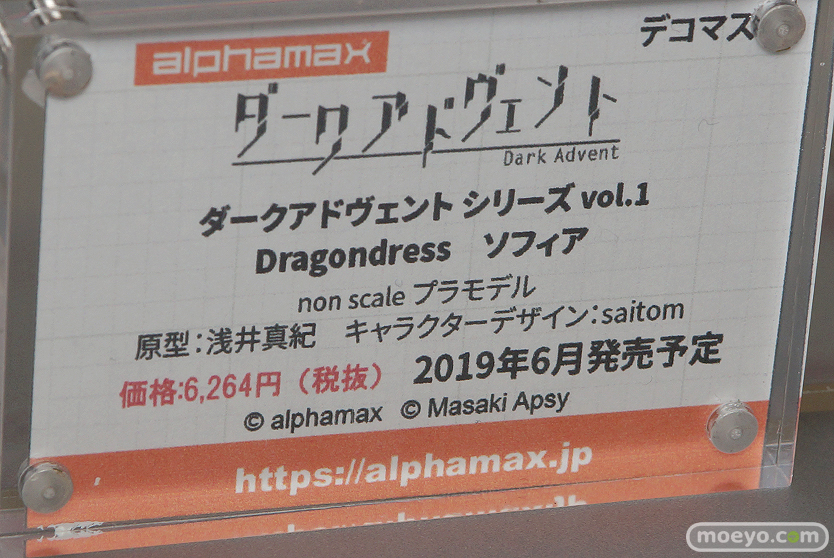 デコマス
alphamax
ダークアドヴェント
Dark Advent
ダークアドヴェント シリーズ vol.1
Dragondress ソフィア
non scale プラモデル
原型：浅井真紀 キャラクターデザイン：saitom
価格:6,264円（税抜） 2019年6月発売予定
© alphamax © Masaki Apsy
https://alphamax.jp
moeyo.com